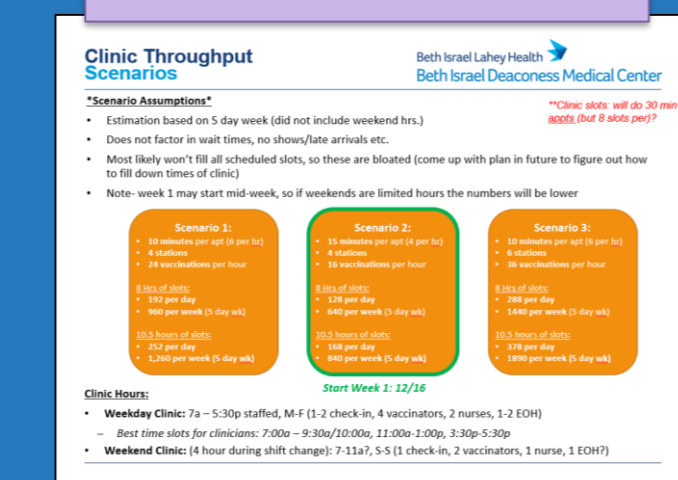 Clinic Throughput
Scenarios
Beth Israel Lahey Health
Beth Israel Deaconess Medical Center
*Scenario Assumptions*
**Clinic slots: will do 30 min
appts (but 8 slots per)?
• Estimation based on 5 day week (did not include weekend hrs.)
• Does not factor in wait times, no shows/late arrivals etc.
• Most likely won't fill all scheduled slots, so these are bloated (come up with plan in future to figure out how
to fill down times of clinic)
• Note- week 1 may start mid-week, so if weekends are limited hours the numbers will be lower
Scenario 1:
• 10 minutes per apt (6 per hr)
• 4 stations
• 24 vaccinations per hour
8 Hrs of slots:
• 192 per day
• 960 per week (5 day wk)
10.5 hours of slots:
• 252 per day
• 1,260 per week (5 day wk)
Scenario 2:
• 15 minutes per apt (4 per hr)
• 4 stations
• 16 vaccinations per hour
8 Hrs of slots:
• 128 per day
• 640 per week (5 day wk)
10.5 hours of slots:
• 168 per day
• 840 per week (5 day wk)
Scenario 3:
• 10 minutes per apt (6 per hr)
• 6 stations
• 36 vaccinations per hour
8 Hrs of slots:
• 288 per day
• 1440 per week (5 day wk)
10.5 hours of slots:
• 378 per day
• 1890 per week (5 day wk)
Start Week 1: 12/16
Clinic Hours:
• Weekday Clinic: 7a – 5:30p staffed, M-F (1-2 check-in, 4 vaccinators, 2 nurses, 1-2 EOH)
– Best time slots for clinicians: 7:00a – 9:30a/10:00a, 11:00a-1:00p, 3:30p-5:30p
• Weekend Clinic: (4 hour during shift change): 7-11a?, S-S (1 check-in, 2 vaccinators, 1 nurse, 1 EOH?)